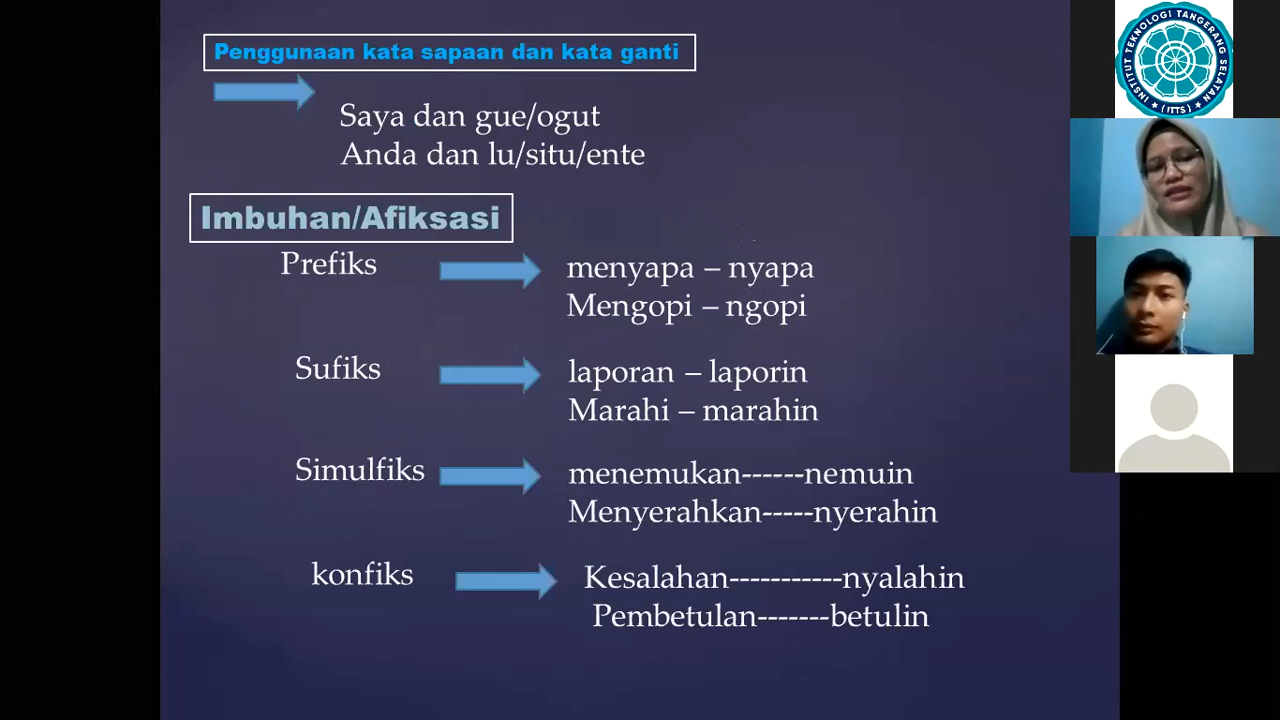 Penggunaan kata sapaan dan kata ganti
Saya dan gue/ogut
Anda dan lu/situ/ente
Imbuhan/Afiksasi
Prefiks
menyapa – nyapa
Mengopi – ngopi
Sufiks
laporan – laporin
Marahi – marahin
Simulfiks
menemukan------nemuin
Menyerahkan-----nyerahin
konfiks
Kesalahan-----------nyalahin
Pembetulan-------betulin
INSTITUT TEKNOLOGI TANGERANG SELATAN
(ITTS)